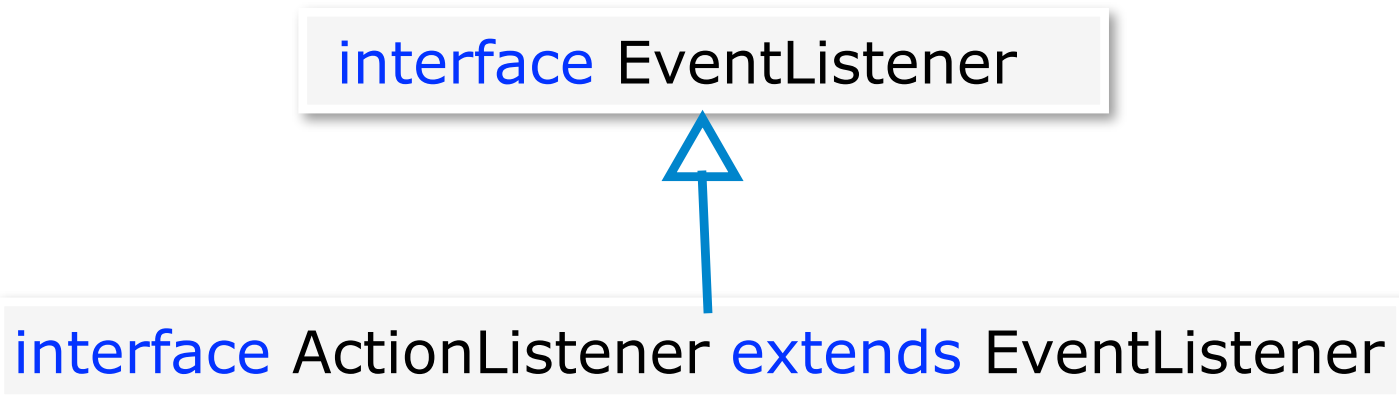 interface EventListener
interface ActionListener extends EventListener